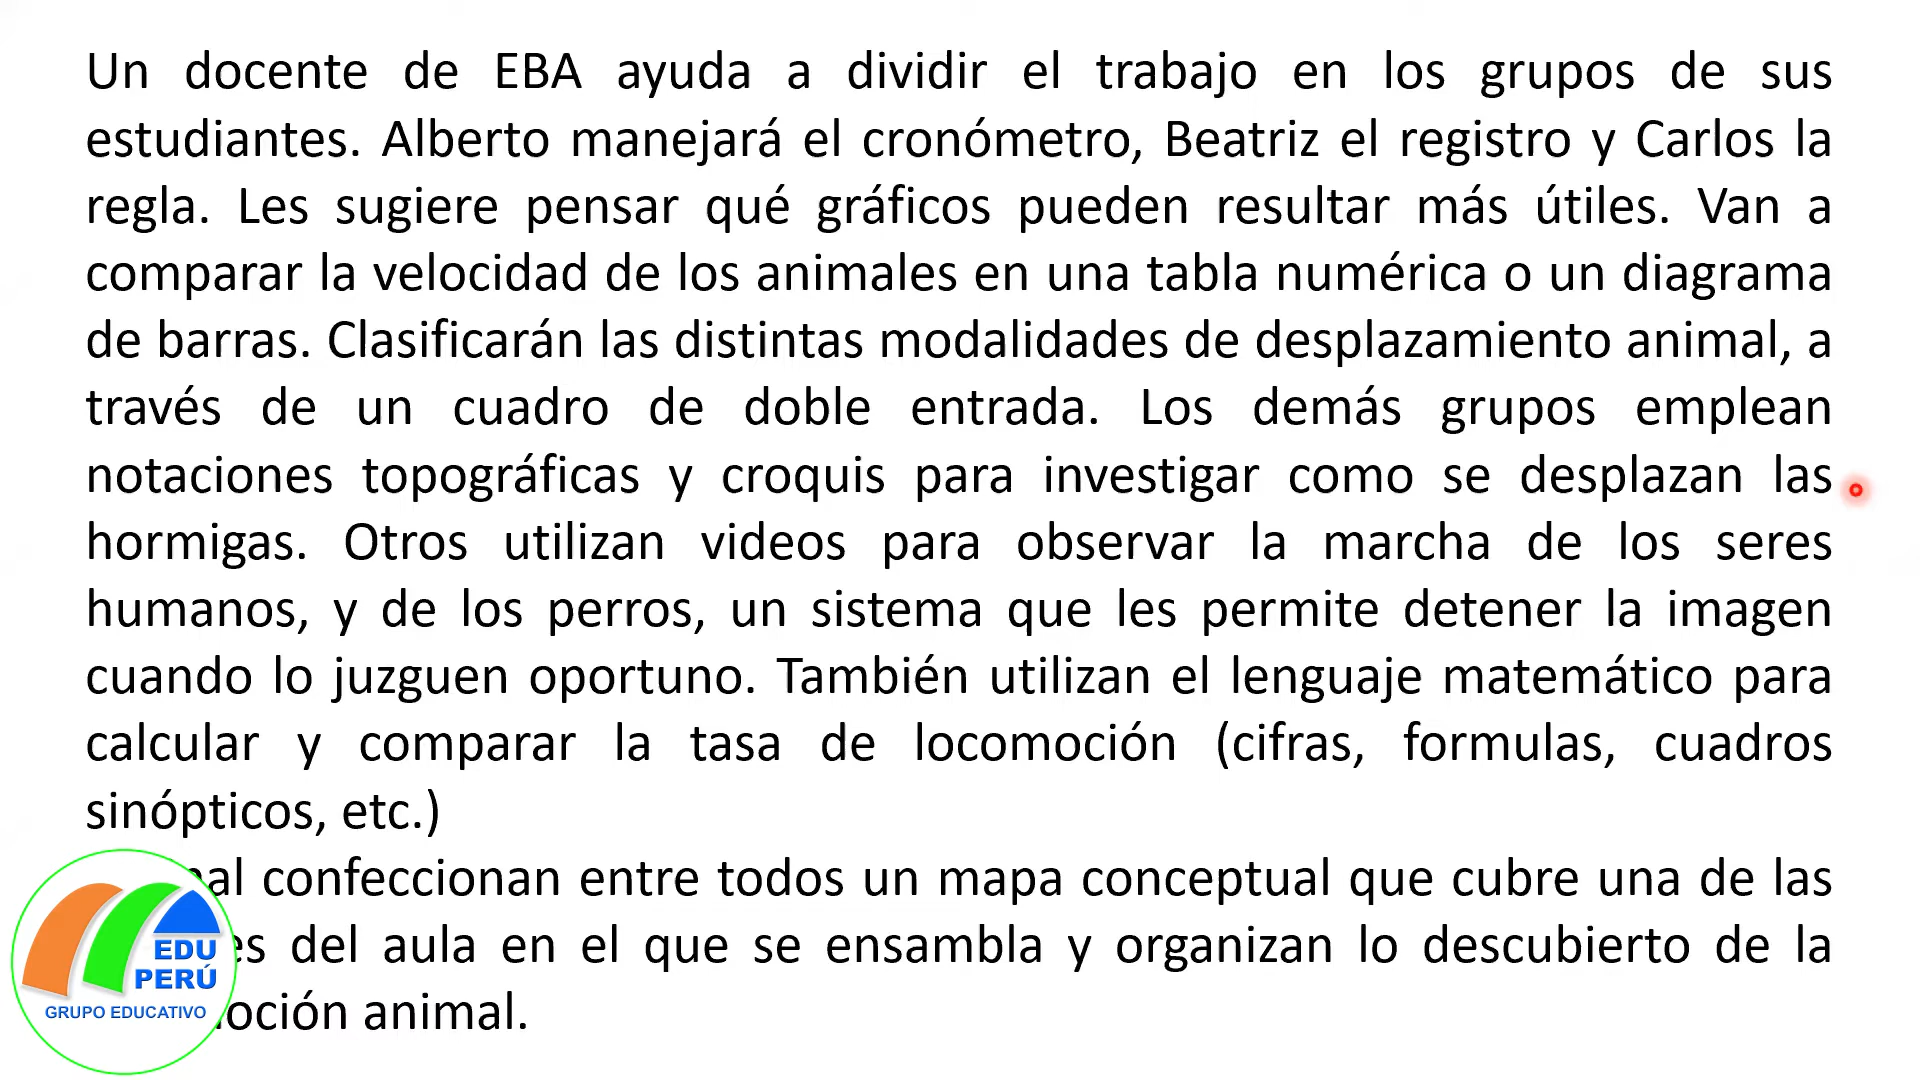 Un docente de EBA ayuda a dividir el trabajo en los grupos de sus
estudiantes. Alberto manejará el cronómetro, Beatriz el registro y Carlos la
regla. Les sugiere pensar qué gráficos pueden resultar más útiles. Van a
comparar la velocidad de los animales en una tabla numérica o un diagrama
de barras. Clasificarán las distintas modalidades de desplazamiento animal, a
través de un cuadro de doble entrada. Los demás grupos emplean
notaciones topográficas y croquis para investigar como se desplazan las
hormigas. Otros utilizan videos para observar la marcha de los seres
humanos, y de los perros, un sistema que les permite detener la imagen
cuando lo juzguen oportuno. También utilizan el lenguaje matemático para
calcular y comparar la tasa de locomoción (cifras, formulas, cuadros
sinópticos, etc.)
confeccionan entre todos un mapa conceptual que cubre una de las
del aula en el que se ensambla y organizan lo descubierto de la
animal.
EDU
PERÚ
GRUPO EDUCATIVO